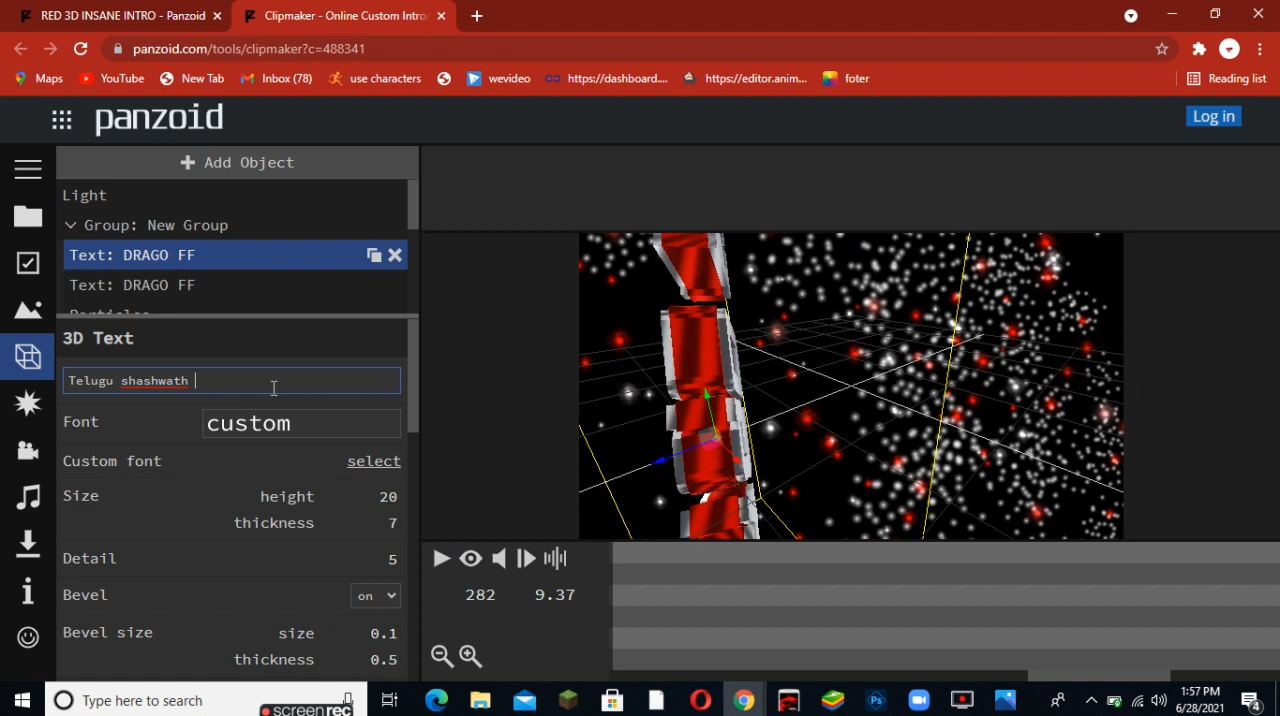 RED 3D INSANE INTRO - Panzoid
Clipmaker - Online Custom Intro
panzoid.com/tools/clipmaker?c=488341
Maps YouTube New Tab Inbox (78) use characters wevideo https://dashboard.... https://editor.anim... foter Reading list
panzoid
Log in
Add Object
Light
Group: New Group
Text: DRAGO FF
Text: DRAGO FF
3D Text
Telugu shashwath
Font custom
Custom font select
Size height 20
thickness 7
Detail 5
Bevel on
Bevel size size 0.1
thickness 0.5
282 9.37
Type here to search
screenrec
1:57 PM
6/28/2021
4